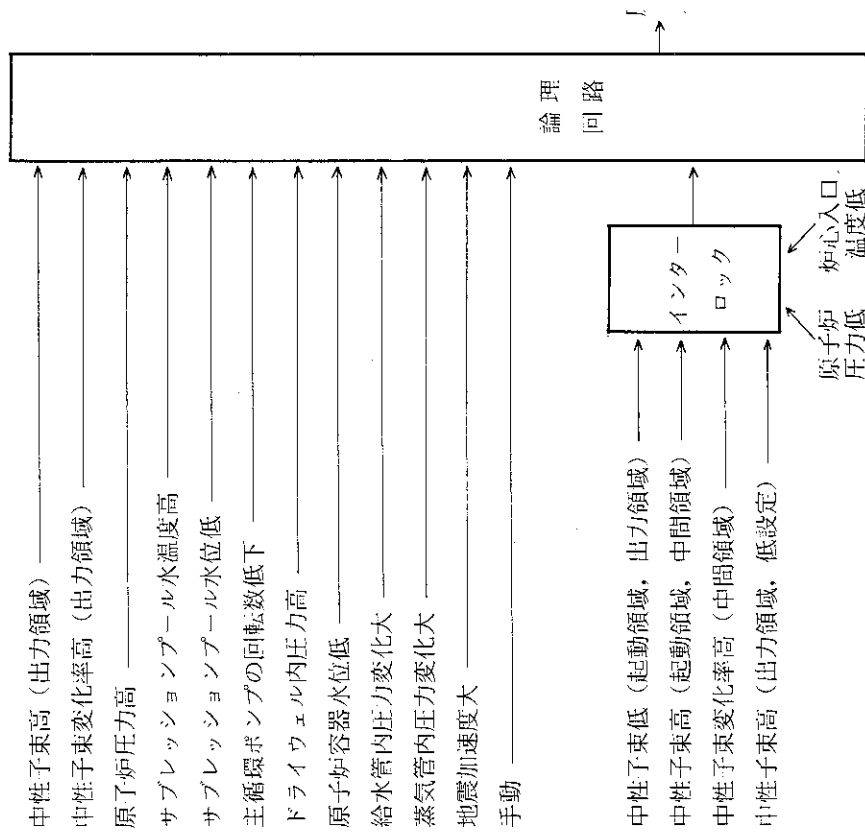 中性子束高（出力領域）
中性子束変化率高（出力領域）
原子炉圧力高
サプレッションプール水温度高
サプレッションプール水位低
主循環ポンプの回転数低下
ドライウェル内圧力高
原子炉容器水位低
給水管内圧力変化大
蒸気管内圧力変化大
地震加速度大
手動
中性子束低（起動領域，出力領域）
中性子束高（起動領域，中間領域）
中性子束変化率高（中間領域）
中性子束高（出力領域，低設定）
インター
ロック
原子炉
圧力低
炉心入口
温度低
論理
回路